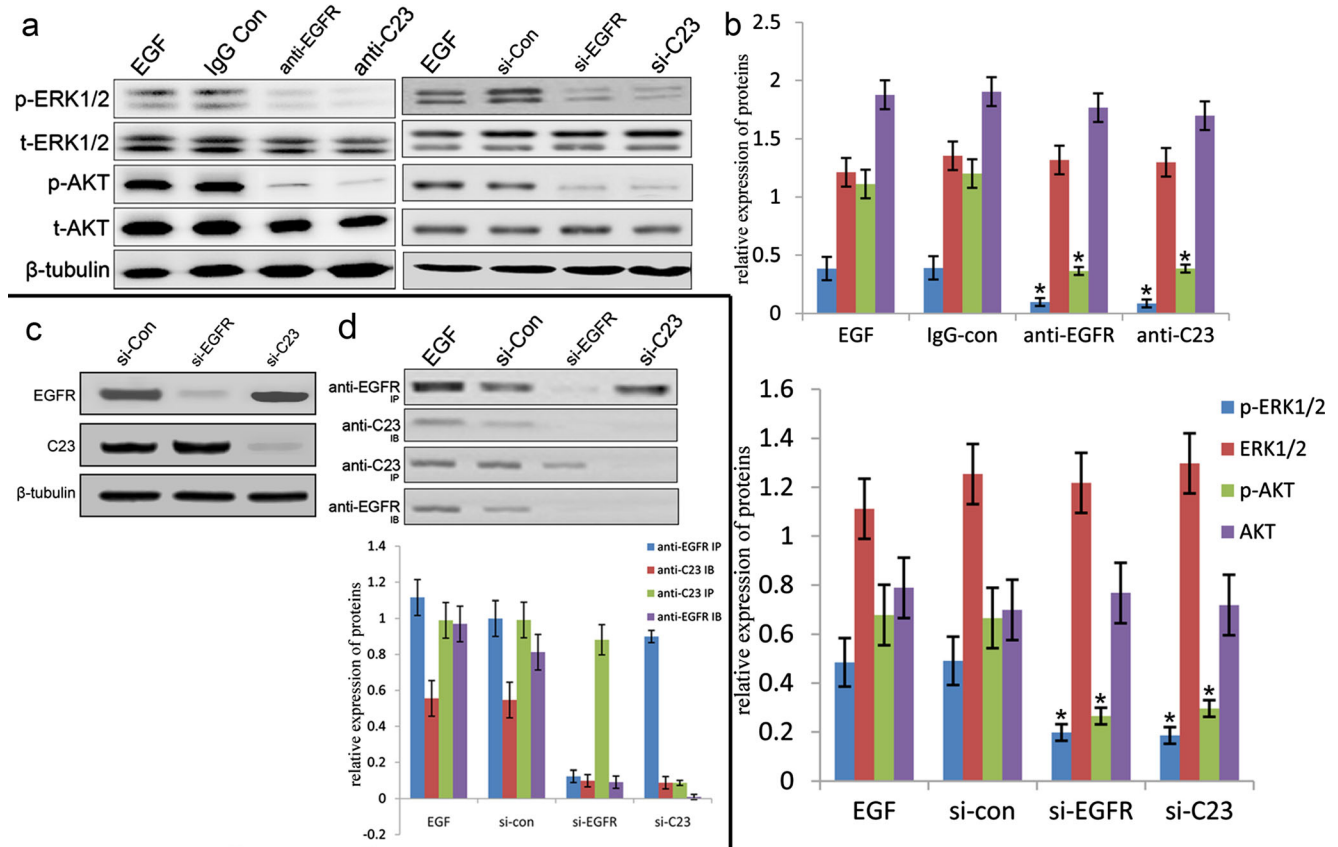 a
EGF IgG Con anti-EGFR anti-C23
EGF si-Con si-EGFR si-C23
p-ERK1/2
t-ERK1/2
p-AKT
t-AKT
β-tubulin
b
relative expression of proteins
2.5
2
1.5
1
0.5
0
* * * *
EGF IgG-con anti-EGFR anti-C23
c
si-Con si-EGFR si-C23
EGFR
C23
β-tubulin
d
EGF si-Con si-EGFR si-C23
anti-EGFR IP
anti-C23 IB
anti-C23 IP
anti-EGFR IB
relative expression of proteins
1.4
1.2
1
0.8
0.6
0.4
0.2
0
-0.2
EGF si-con si-EGFR si-C23
anti-EGFR IP
anti-C23 IB
anti-C23 IP
anti-EGFR IB
relative expression of proteins
1.6
1.4
1.2
1
0.8
0.6
0.4
0.2
0
* * * *
EGF si-con si-EGFR si-C23
p-ERK1/2
ERK1/2
p-AKT
AKT